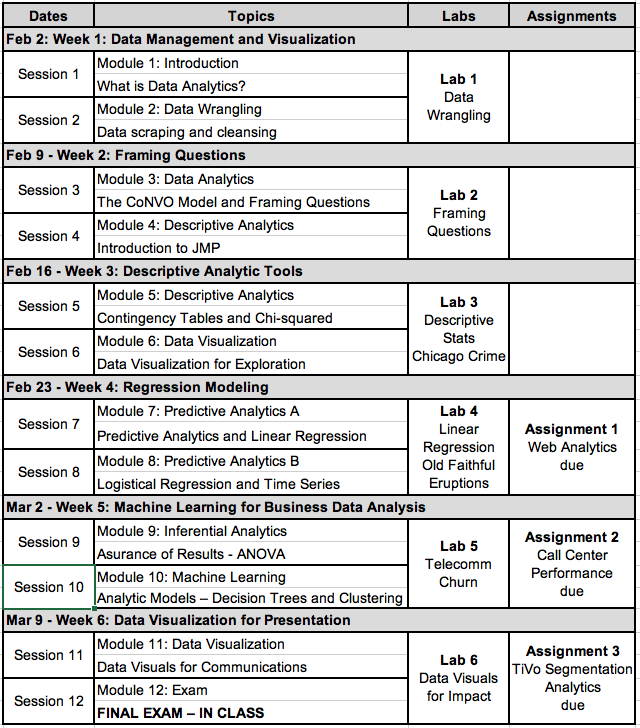 Dates Topics Labs Assignments
Feb 2: Week 1: Data Management and Visualization
Session 1
Module 1: Introduction
What is Data Analytics?
Session 2
Module 2: Data Wrangling
Data scraping and cleansing
Lab 1
Data
Wrangling
Feb 9 - Week 2: Framing Questions
Session 3
Module 3: Data Analytics
The CoNVO Model and Framing Questions
Session 4
Module 4: Descriptive Analytics
Introduction to JMP
Lab 2
Framing
Questions
Feb 16 - Week 3: Descriptive Analytic Tools
Session 5
Module 5: Descriptive Analytics
Contingency Tables and Chi-squared
Session 6
Module 6: Data Visualization
Data Visualization for Exploration
Lab 3
Descriptive
Stats
Chicago Crime
Feb 23 - Week 4: Regression Modeling
Session 7
Module 7: Predictive Analytics A
Predictive Analytics and Linear Regression
Session 8
Module 8: Predictive Analytics B
Logistical Regression and Time Series
Lab 4
Linear
Regression
Old Faithful
Eruptions
Assignment 1
Web Analytics
due
Mar 2 - Week 5: Machine Learning for Business Data Analysis
Session 9
Module 9: Inferential Analytics
Asurance of Results - ANOVA
Session 10
Module 10: Machine Learning
Analytic Models – Decision Trees and Clustering
Lab 5
Telecomm
Churn
Assignment 2
Call Center
Performance
due
Mar 9 - Week 6: Data Visualization for Presentation
Session 11
Module 11: Data Visualization
Data Visuals for Communications
Session 12
Module 12: Exam
FINAL EXAM – IN CLASS
Lab 6
Data Visuals
for Impact
Assignment 3
TiVo Segmentation
Analytics
due